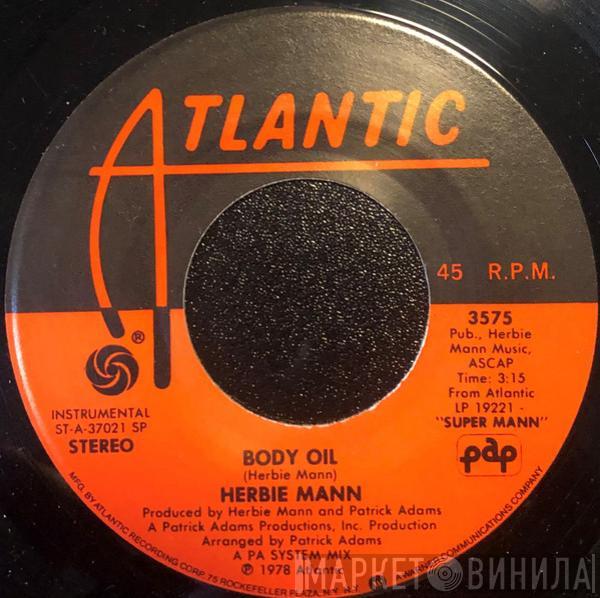 ATLANTIC
45 R.P.M.
®
3575
Pub., Herbie
Mann Music,
ASCAP
Time: 3:15
From Atlantic
LP 19221 -
"SUPER MANN"
pap
INSTRUMENTAL
ST-A-37021 SP
STEREO
BODY OIL
(Herbie Mann)
HERBIE MANN
Produced by Herbie Mann and Patrick Adams
A Patrick Adams Productions, Inc. Production
Arranged by Patrick Adams
A PA SYSTEM MIX
℗ 1978 Atlantic
MFG. BY ATLANTIC RECORDING CORP. 75 ROCKEFELLER PLAZA, N.Y. N.Y. A WARNER COMMUNICATIONS COMPANY
МАРКЕТ ВИНИЛА